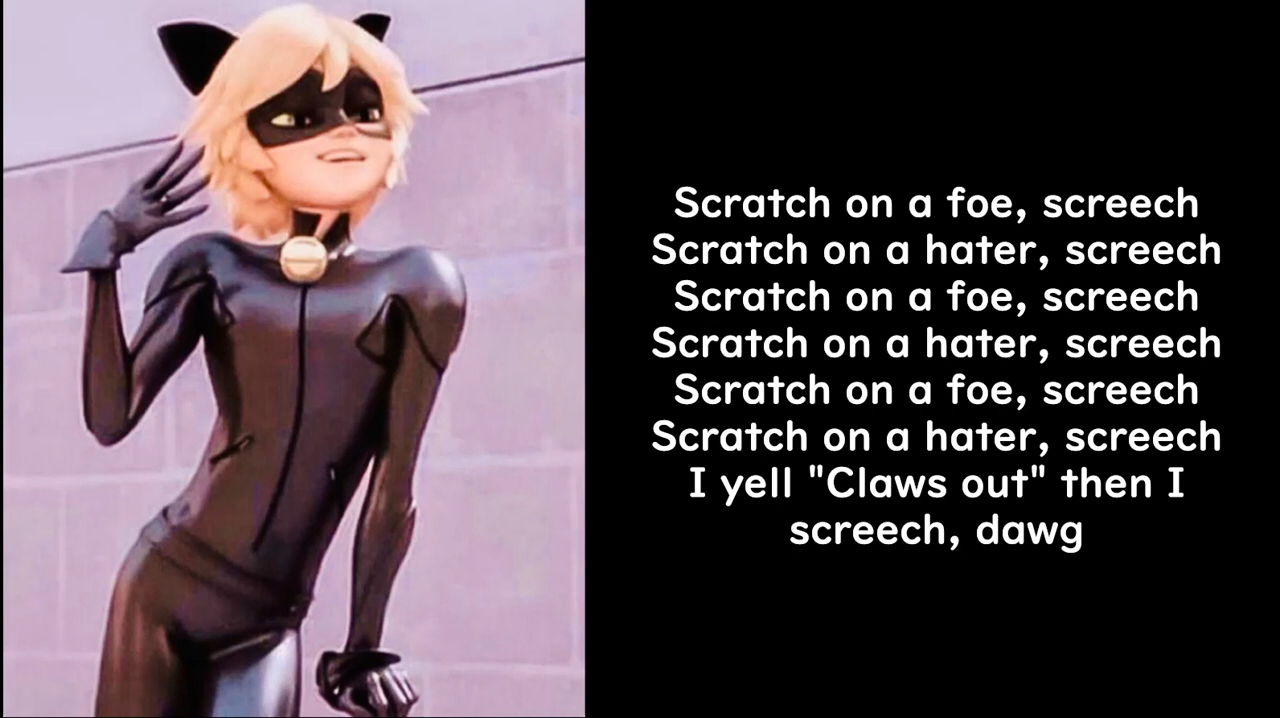 Scratch on a foe, screech
Scratch on a hater, screech
Scratch on a foe, screech
Scratch on a hater, screech
Scratch on a foe, screech
Scratch on a hater, screech
I yell "Claws out" then I
screech, dawg